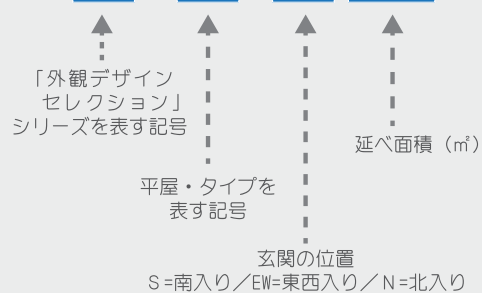 「外観デザイン
セレクション」
シリーズを表す記号
延べ面積（㎡）
平屋・タイプを
表す記号
玄関の位置
S=南入り／EW=東西入り／N=北入り